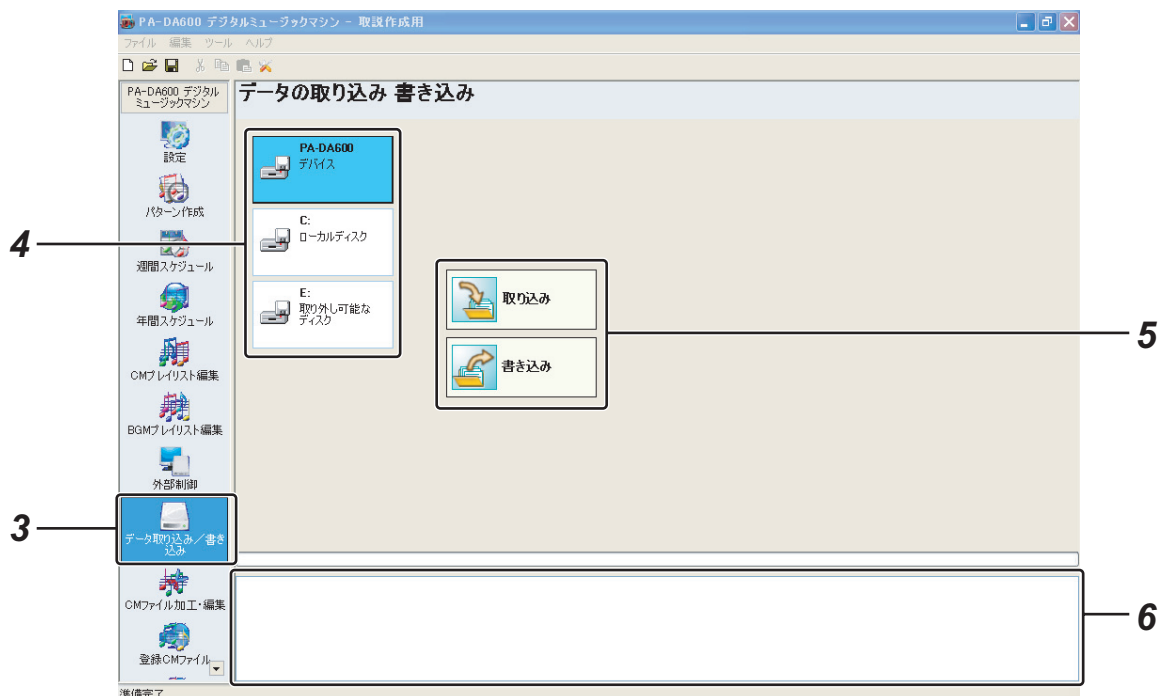 PA-DA600 デジタルミュージックマシン - 取説作成用
ファイル 編集 ツール ヘルプ
PA-DA600 デジタル
ミュージックマシン
データの取り込み 書き込み
設定
パターン作成
週間スケジュール
年間スケジュール
CMプレイリスト編集
BGMプレイリスト編集
外部制御
データ取り込み/書き
込み
CMファイル加工・編集
登録CMファイル
PA-DA600
デバイス
C:
ローカルディスク
E:
取り外し可能な
ディスク
取り込み
書き込み
3
4
5
6
準備完了